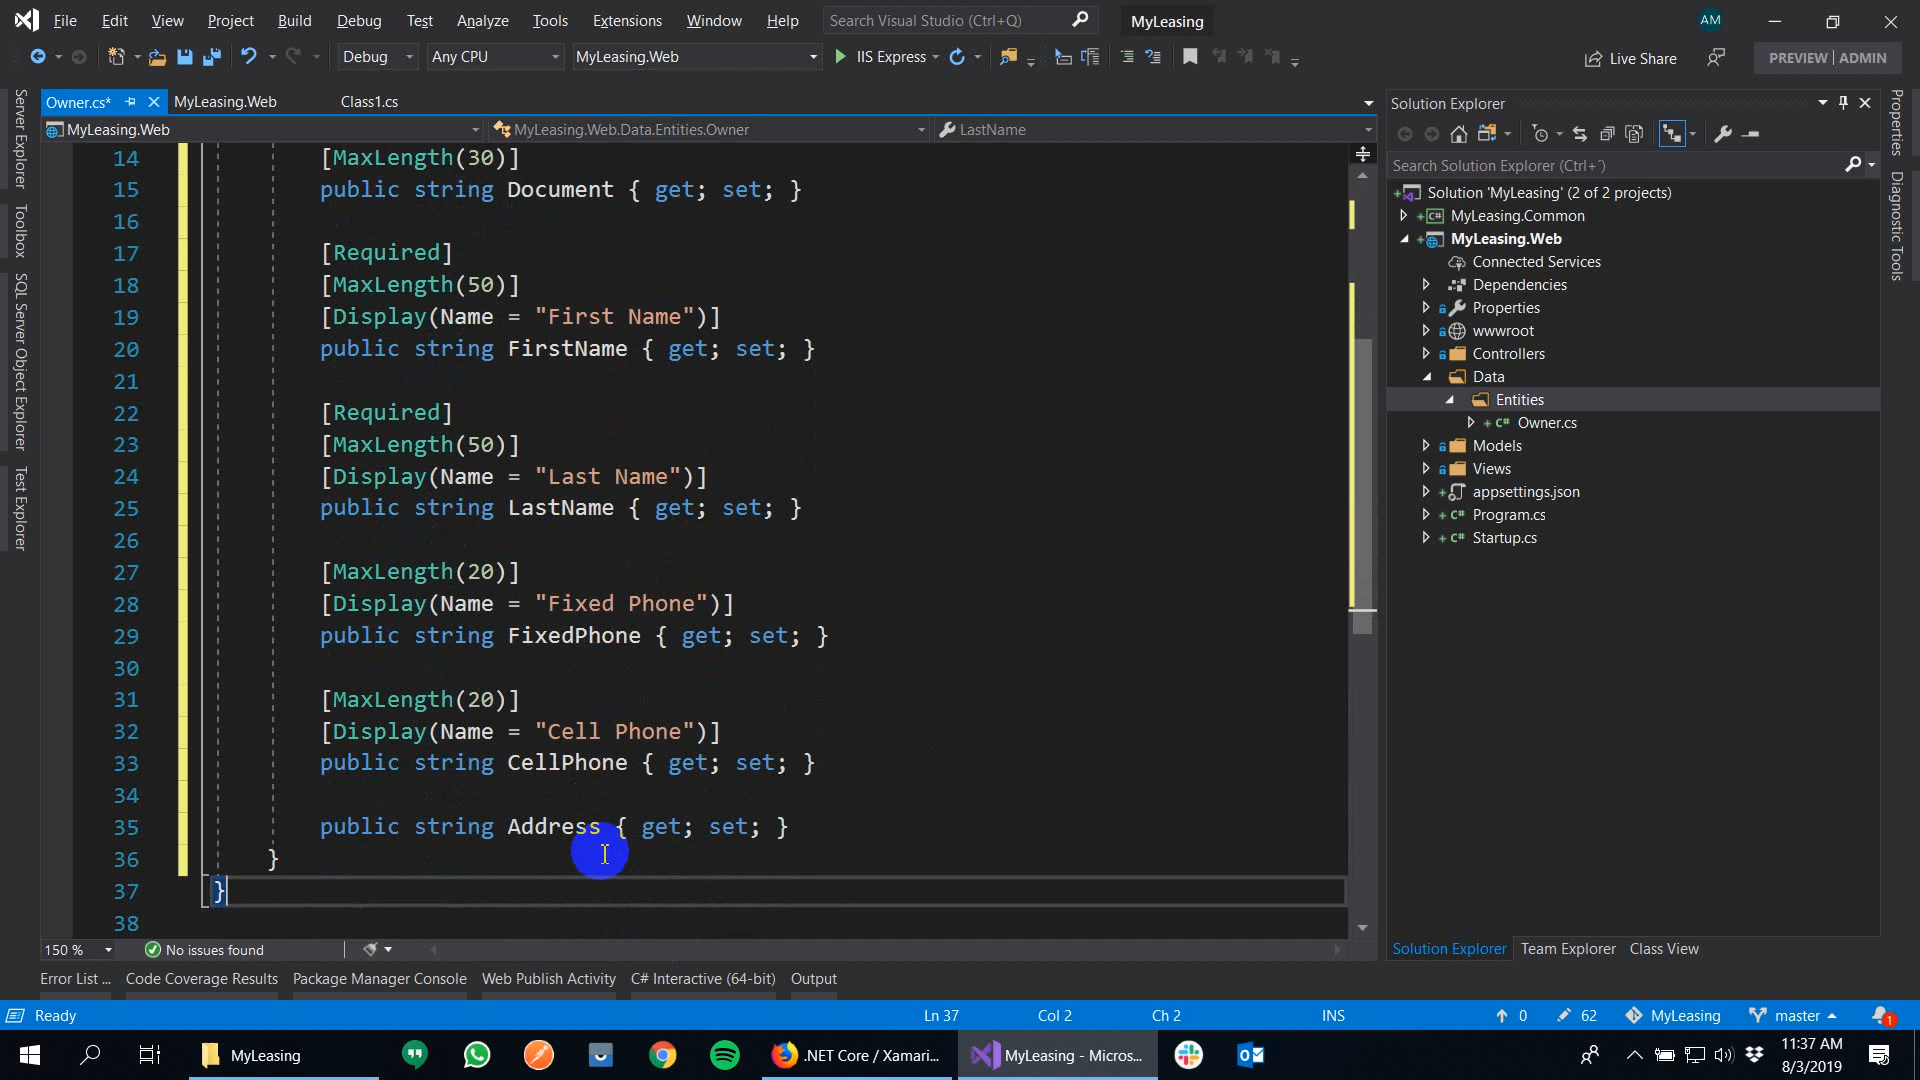 File Edit View Project Build Debug Test Analyze Tools Extensions Window Help Search Visual Studio (Ctrl+Q) MyLeasing AM
Debug Any CPU MyLeasing.Web IIS Express Live Share PREVIEW | ADMIN
Owner.cs* MyLeasing.Web Class1.cs
MyLeasing.Web MyLeasing.Web.Data.Entities.Owner LastName
14 [MaxLength(30)]
15 public string Document { get; set; }
16
17 [Required]
18 [MaxLength(50)]
19 [Display(Name = "First Name")]
20 public string FirstName { get; set; }
21
22 [Required]
23 [MaxLength(50)]
24 [Display(Name = "Last Name")]
25 public string LastName { get; set; }
26
27 [MaxLength(20)]
28 [Display(Name = "Fixed Phone")]
29 public string FixedPhone { get; set; }
30
31 [MaxLength(20)]
32 [Display(Name = "Cell Phone")]
33 public string CellPhone { get; set; }
34
35 public string Address { get; set; }
36 }
37 }
38
150 % No issues found
Server Explorer
Toolbox
SQL Server Object Explorer
Test Explorer
Solution Explorer
Search Solution Explorer (Ctrl+´)
Solution 'MyLeasing' (2 of 2 projects)
MyLeasing.Common
MyLeasing.Web
Connected Services
Dependencies
Properties
wwwroot
Controllers
Data
Entities
Owner.cs
Models
Views
appsettings.json
Program.cs
Startup.cs
Solution Explorer Team Explorer Class View
Properties
Diagnostic Tools
Error List ... Code Coverage Results Package Manager Console Web Publish Activity C# Interactive (64-bit) Output
Ready Ln 37 Col 2 Ch 2 INS 0 62 MyLeasing master 1
MyLeasing .NET Core / Xamari... MyLeasing - Micros... 11:37 AM
8/3/2019